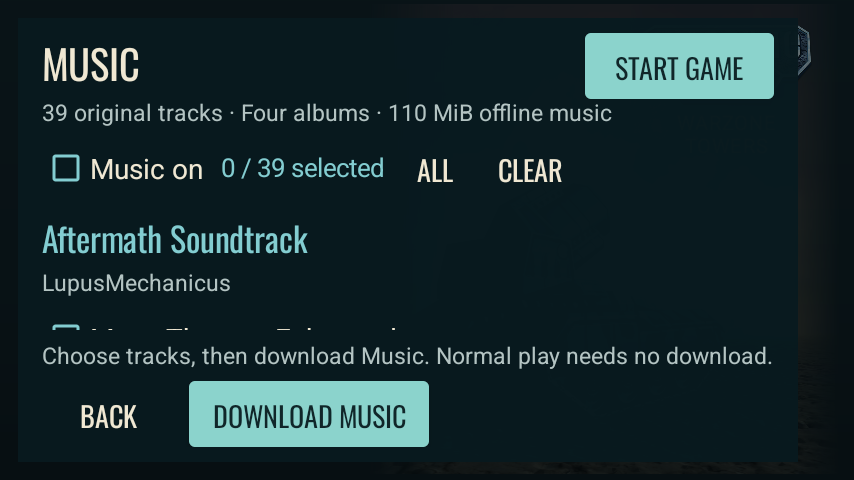 MUSIC
START GAME
39 original tracks · Four albums · 110 MiB offline music
Music on 0 / 39 selected ALL CLEAR
Aftermath Soundtrack
LupusMechanicus
Choose tracks, then download Music. Normal play needs no download.
BACK DOWNLOAD MUSIC